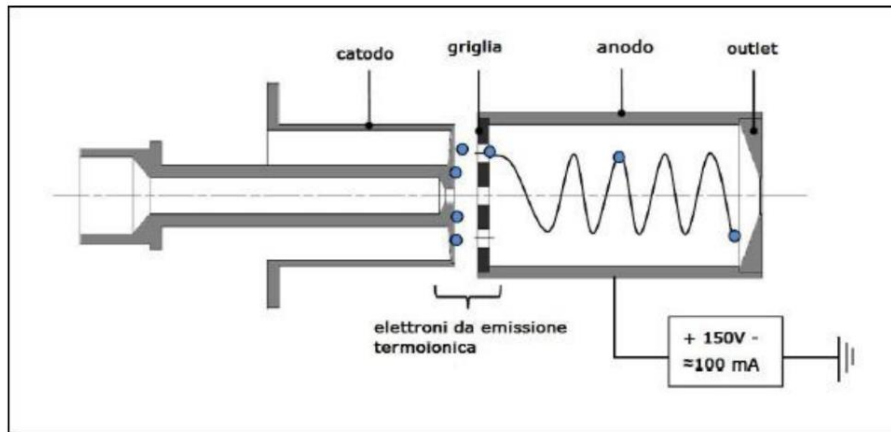 catodo
griglia
anodo
outlet
elettroni da emissione
termoionica
+ 150V -
≈100 mA